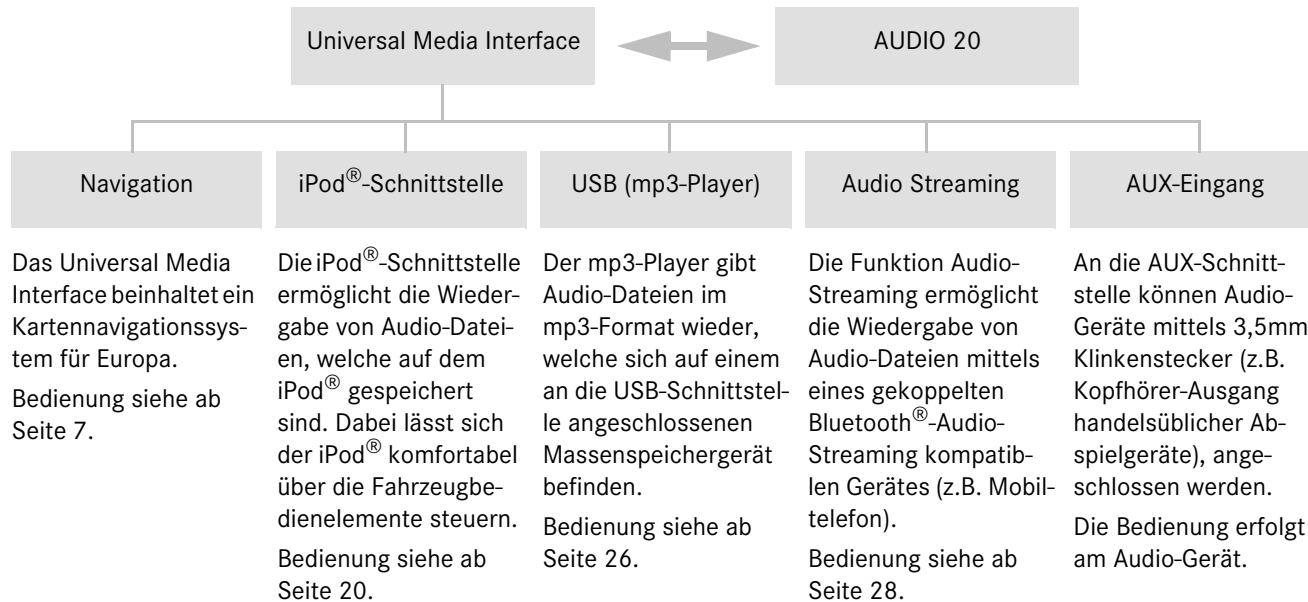 Universal Media Interface
AUDIO 20
Navigation
iPod®-Schnittstelle
USB (mp3-Player)
Audio Streaming
AUX-Eingang
Das Universal Media
Interface beinhaltet ein
Kartennavigationssys-
tem für Europa.
Bedienung siehe ab
Seite 7.
Die iPod®-Schnittstelle
ermöglicht die Wieder-
gabe von Audio-Datei-
en, welche auf dem
iPod® gespeichert
sind. Dabei lässt sich
der iPod® komfortabel
über die Fahrzeugbe-
dienelemente steuern.
Bedienung siehe ab
Seite 20.
Der mp3-Player gibt
Audio-Dateien im
mp3-Format wieder,
welche sich auf einem
an die USB-Schnittstel-
le angeschlossenen
Massenspeichergerät
befinden.
Bedienung siehe ab
Seite 26.
Die Funktion Audio-
Streaming ermöglicht
die Wiedergabe von
Audio-Dateien mittels
eines gekoppelten
Bluetooth®-Audio-
Streaming kompatib-
len Gerätes (z.B. Mobil-
telefon).
Bedienung siehe ab
Seite 28.
An die AUX-Schnitt-
stelle können Audio-
Geräte mittels 3,5mm
Klinkenstecker (z.B.
Kopfhörer-Ausgang
handelsüblicher Ab-
spielgeräte), ange-
schlossen werden.
Die Bedienung erfolgt
am Audio-Gerät.